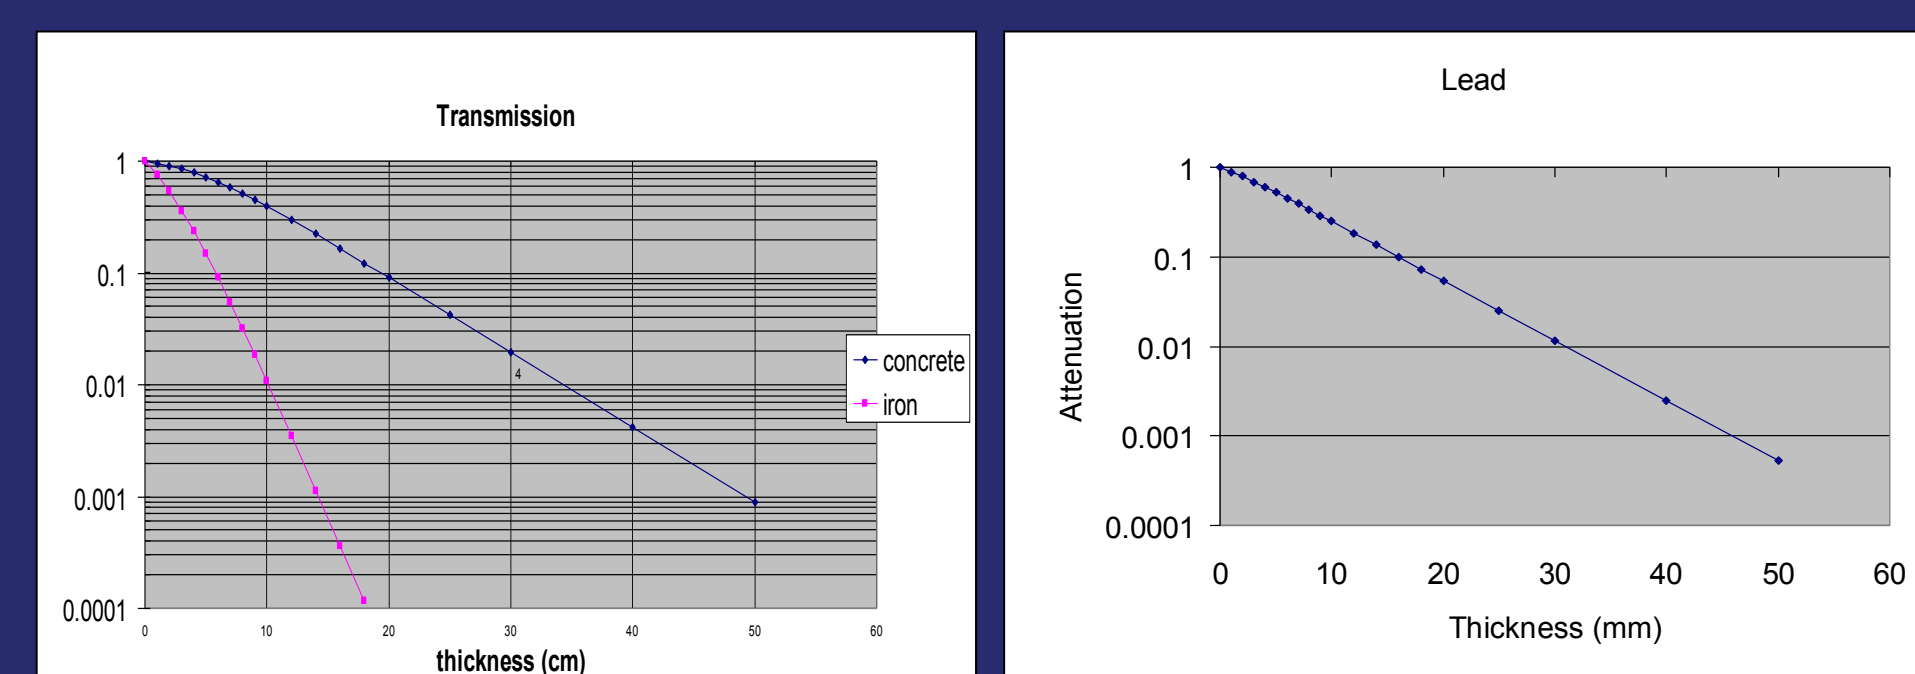 Transmission
1
0.1
0.01
0.001
0.0001
0 10 20 30 40 50 60
thickness (cm)
4
concrete
iron
Lead
Attenuation
1
0.1
0.01
0.001
0.0001
0 10 20 30 40 50 60
Thickness (mm)